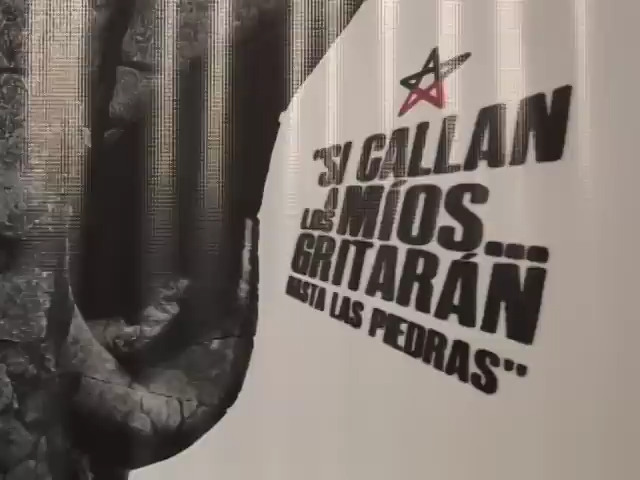 "SI CALLAN
A LOS MÍOS...
GRITARÁN
HASTA LAS PIEDRAS"